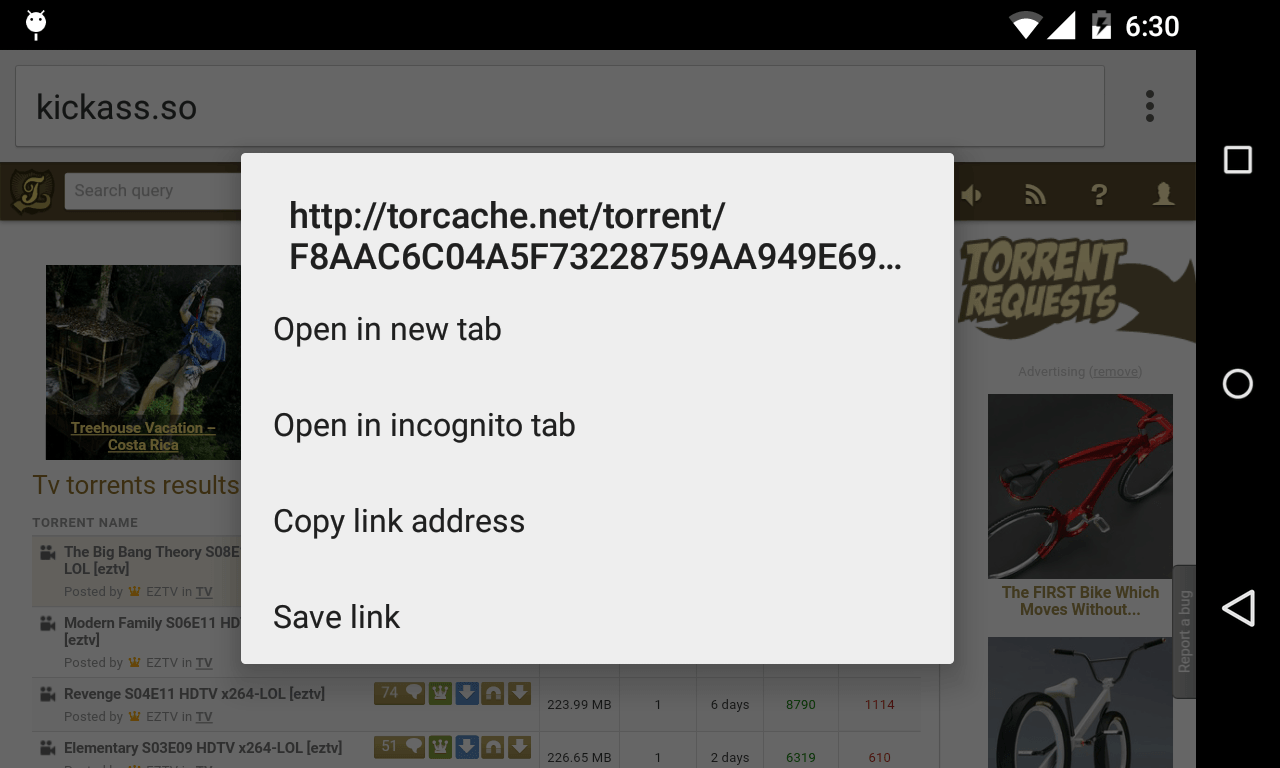 6:30
kickass.so
Search query
http://torcache.net/torrent/
F8AAC6C04A5F73228759AA949E69…
Open in new tab
Open in incognito tab
Copy link address
Save link
TORRENT
REQUESTS
Advertising (remove)
Treehouse Vacation –
Costa Rica
Tv torrents results
TORRENT NAME
The Big Bang Theory S08E
LOL [eztv]
Posted by EZTV in TV
Modern Family S06E11 HD
[eztv]
Posted by EZTV in TV
Revenge S04E11 HDTV x264-LOL [eztv] 74 223.99 MB 1 6 days 8790 1114
Posted by EZTV in TV
Elementary S03E09 HDTV x264-LOL [eztv] 51 226.65 MB 1 2 days 6319 610
The FIRST Bike Which
Moves Without...
Report a bug